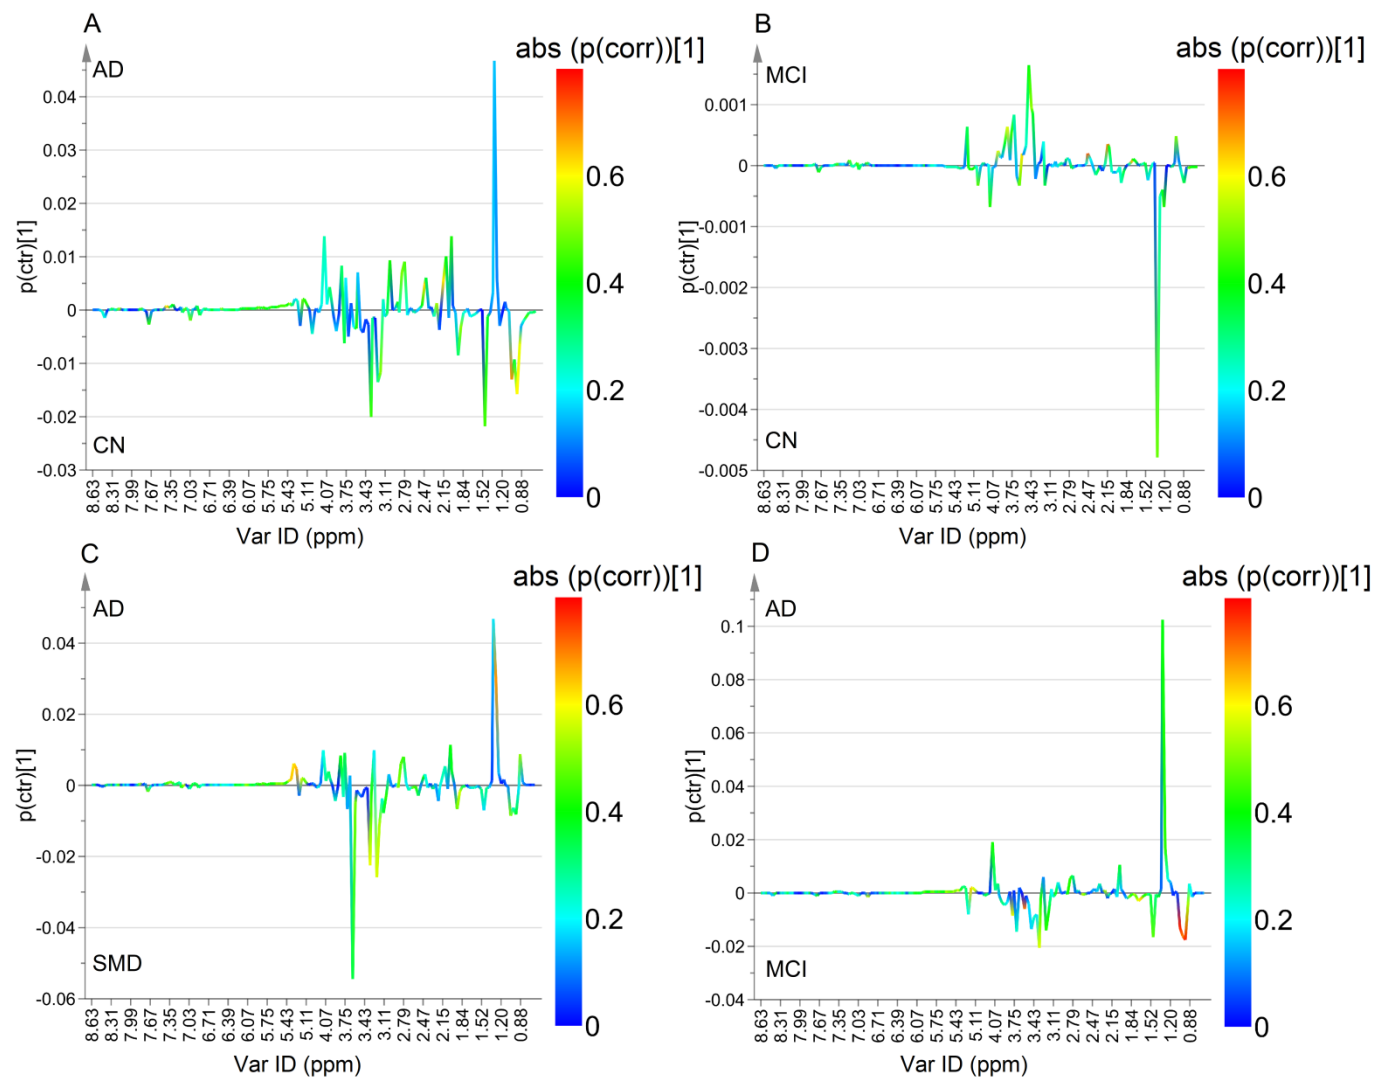 A
abs (p(corr))[1]
AD
0.04
0.03
0.02
0.01
0
-0.01
-0.02
-0.03
CN
p(ctr)[1]
0.6
0.4
0.2
0
8.63 8.31 7.99 7.67 7.35 7.03 6.71 6.39 6.07 5.75 5.43 5.11 4.07 3.75 3.43 3.11 2.79 2.47 2.15 1.84 1.52 1.20 0.88
Var ID (ppm)
B
abs (p(corr))[1]
MCI
0.001
0
-0.001
-0.002
-0.003
-0.004
-0.005
CN
p(ctr)[1]
0.6
0.4
0.2
0
8.63 8.31 7.99 7.67 7.35 7.03 6.71 6.39 6.07 5.75 5.43 5.11 4.07 3.75 3.43 3.11 2.79 2.47 2.15 1.84 1.52 1.20 0.88
Var ID (ppm)
C
abs (p(corr))[1]
AD
0.04
0.02
0
-0.02
-0.04
-0.06
SMD
p(ctr)[1]
0.6
0.4
0.2
0
8.63 8.31 7.99 7.67 7.35 7.03 6.71 6.39 6.07 5.75 5.43 5.11 4.07 3.75 3.43 3.11 2.79 2.47 2.15 1.84 1.52 1.20 0.88
Var ID (ppm)
D
abs (p(corr))[1]
AD
0.1
0.08
0.06
0.04
0.02
0
-0.02
-0.04
MCI
p(ctr)[1]
0.6
0.4
0.2
0
8.63 8.31 7.99 7.67 7.35 7.03 6.71 6.39 6.07 5.75 5.43 5.11 4.07 3.75 3.43 3.11 2.79 2.47 2.15 1.84 1.52 1.20 0.88
Var ID (ppm)